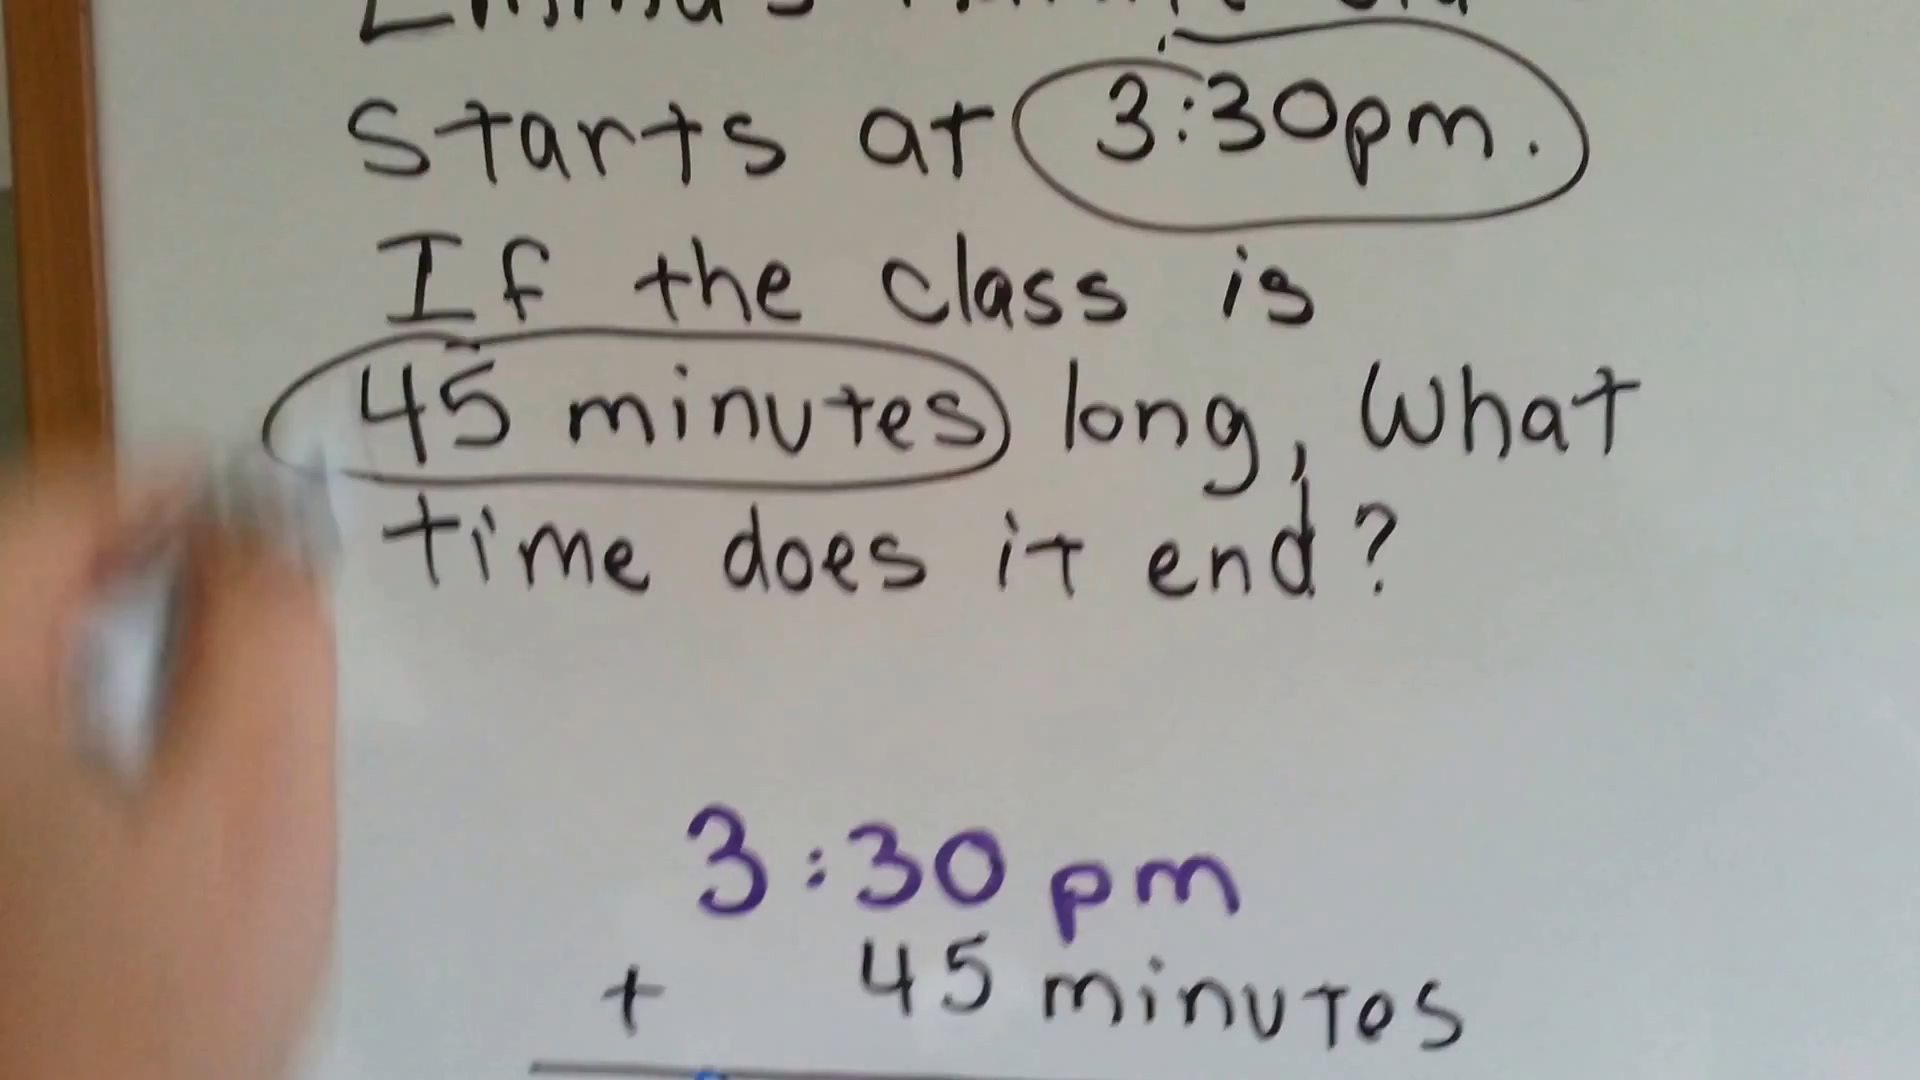 starts at 3:30pm.
If the class is
45 minutes long, What
time does it end?
3:30 pm
+ 45 minutes